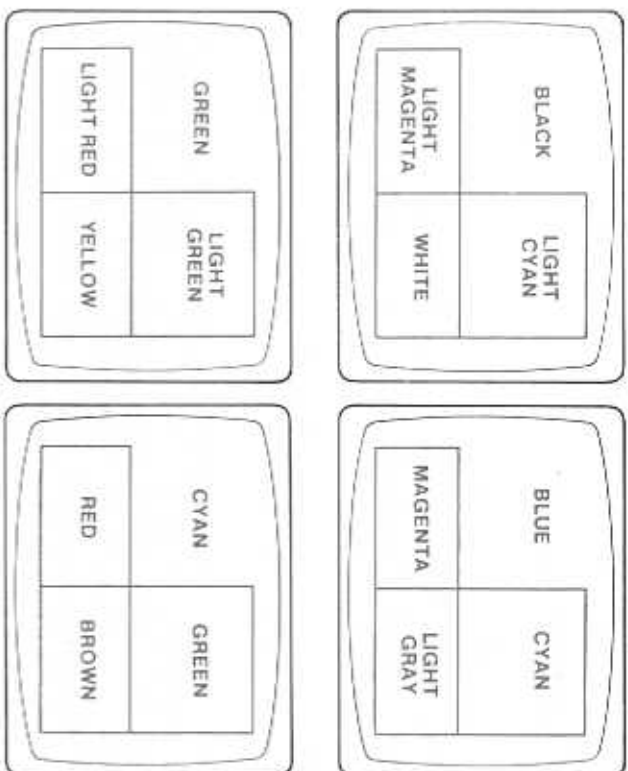 BLACK
LIGHT
CYAN
LIGHT
MAGENTA
WHITE
BLUE
CYAN
MAGENTA
LIGHT
GRAY
GREEN
LIGHT
GREEN
LIGHT RED
YELLOW
CYAN
GREEN
RED
BROWN